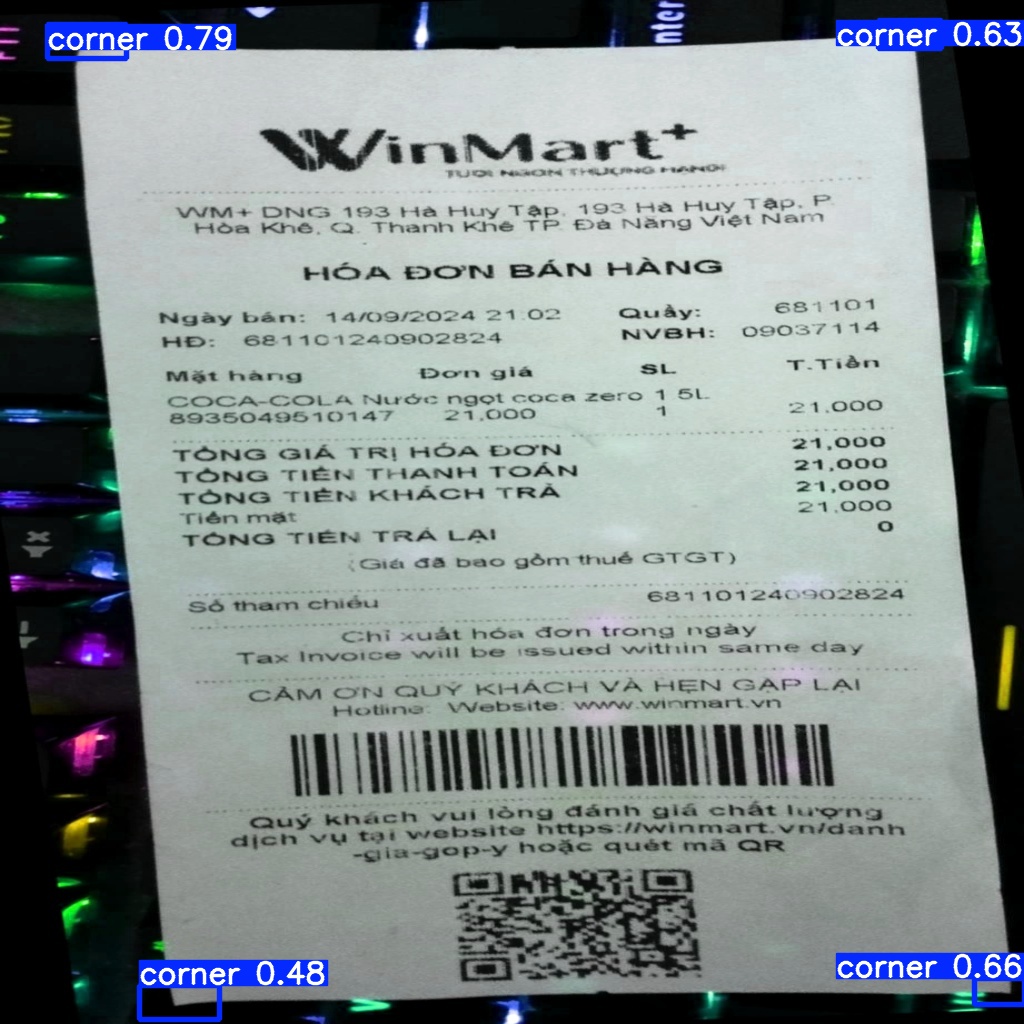 corner 0.79
corner 0.63
nter
WinMart+
TƯƠI NGON THƯỢNG HẠNG!
WM+ DNG 193 Hà Huy Tập, 193 Hà Huy Tập, P.
Hòa Khê, Q. Thanh Khê TP. Đà Nẵng Việt Nam
HÓA ĐƠN BÁN HÀNG
Ngày bán: 14/09/2024 21:02 Quầy: 681101
HĐ: 681101240902824 NVBH: 09037114
Mặt hàng Đơn giá SL T.Tiền
COCA-COLA Nước ngọt coca zero 1.5L
8935049510147 21,000 1 21,000
TỔNG GIÁ TRỊ HÓA ĐƠN 21,000
TỔNG TIỀN THANH TOÁN 21,000
TỔNG TIỀN KHÁCH TRẢ 21,000
Tiền mặt 21,000
TỔNG TIỀN TRẢ LẠI 0
(Giá đã bao gồm thuế GTGT)
Số tham chiếu 681101240902824
Chỉ xuất hóa đơn trong ngày
Tax Invoice will be issued within same day
CẢM ƠN QUÝ KHÁCH VÀ HẸN GẶP LẠI
Hotline: Website: www.winmart.vn
Quý khách vui lòng đánh giá chất lượng
dịch vụ tại website https://winmart.vn/danh
-gia-gop-y hoặc quét mã QR
corner 0.48
corner 0.66